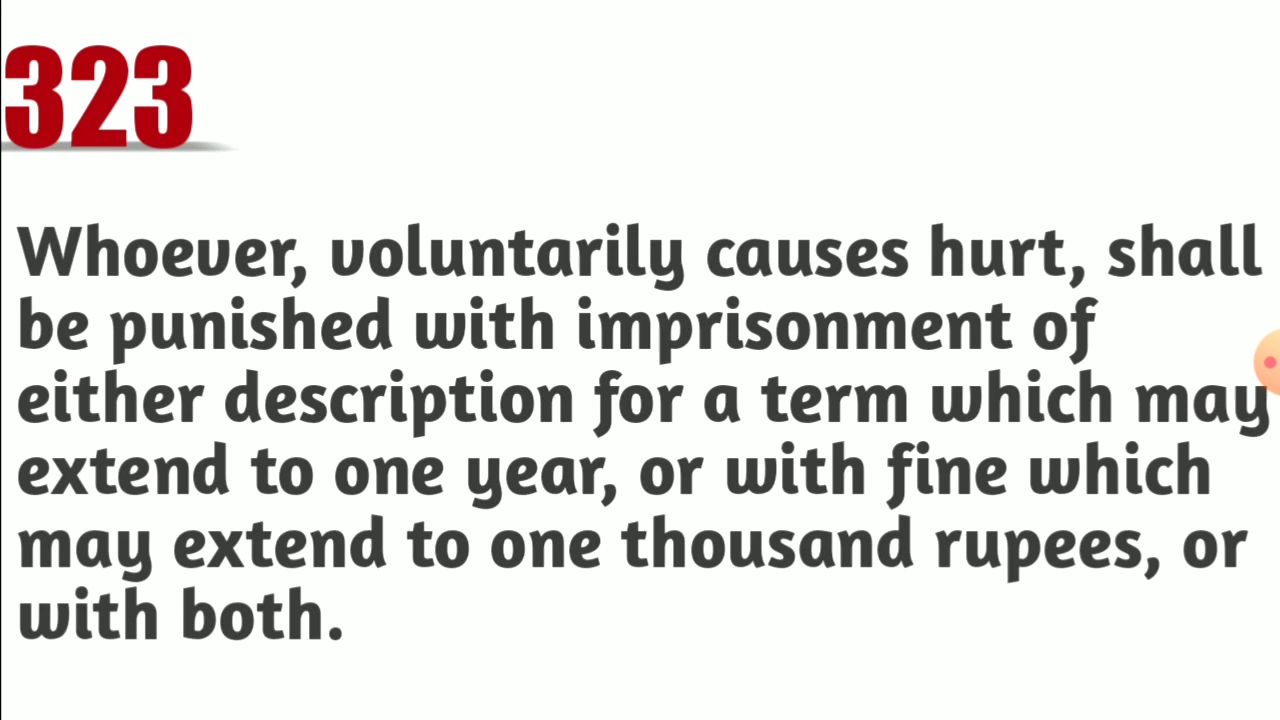 323
Whoever, voluntarily causes hurt, shall
be punished with imprisonment of
either description for a term which may
extend to one year, or with fine which
may extend to one thousand rupees, or
with both.